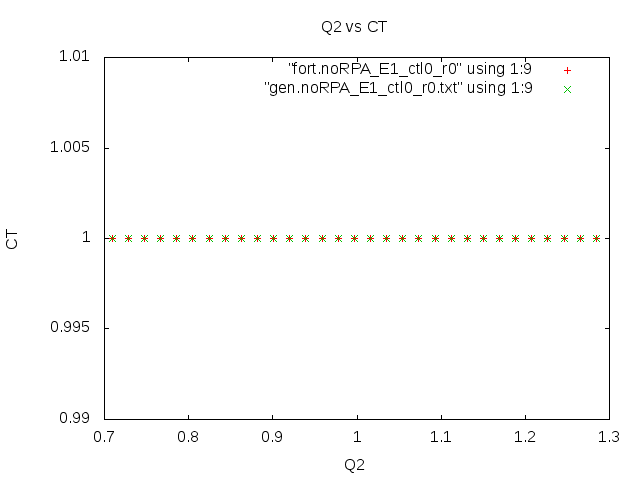 Q2 vs CT
"fort.noRPA_E1_ctl0_r0" using 1:9
"gen.noRPA_E1_ctl0_r0.txt" using 1:9
1.01
1.005
1
0.995
0.99
CT
0.7 0.8 0.9 1 1.1 1.2 1.3
Q2